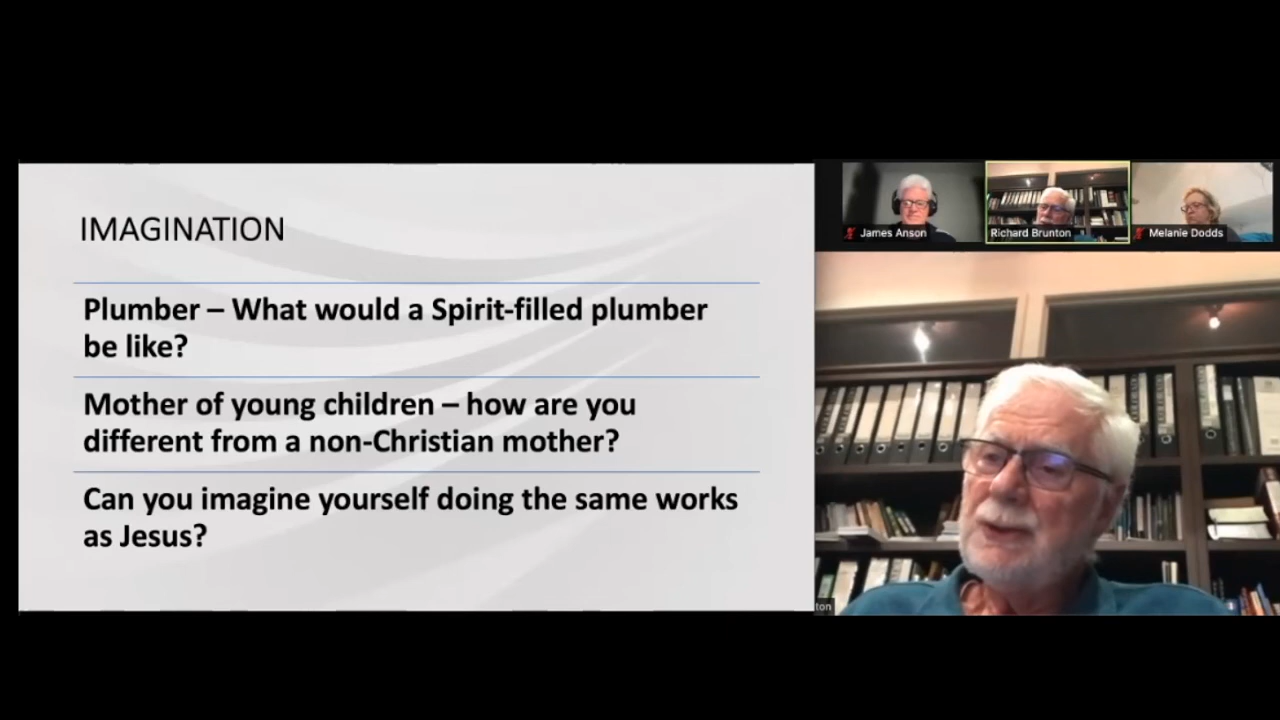 IMAGINATION
Plumber – What would a Spirit-filled plumber
be like?
Mother of young children – how are you
different from a non-Christian mother?
Can you imagine yourself doing the same works
as Jesus?
James Anson
Richard Brunton
Melanie Dodds
ton